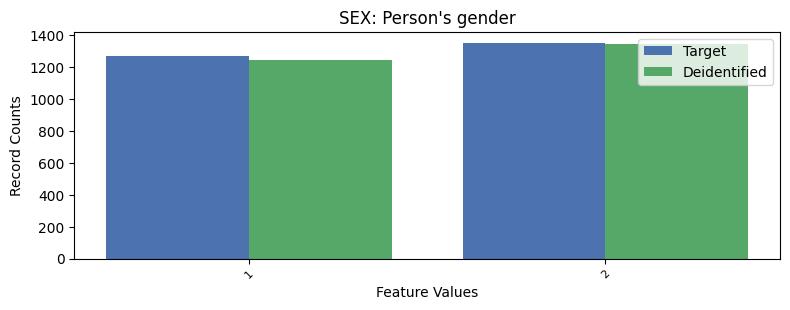 SEX: Person's gender
1400
1200
1000
800
600
400
200
0
Record Counts
Target
Deidentified
1
2
Feature Values